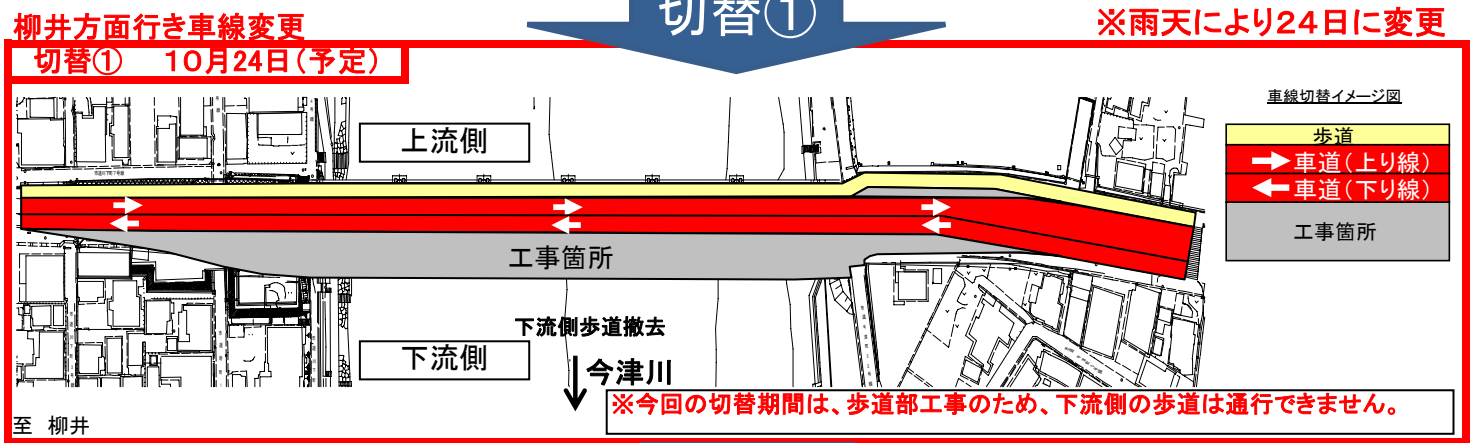 切替①
柳井方面行き車線変更
※雨天により24日に変更
切替①　10月24日(予定)
車線切替イメージ図
上流側
歩道
車道(上り線)
車道(下り線)
工事箇所
工事箇所
下流側歩道撤去
下流側
今津川
※今回の切替期間は、歩道部工事のため、下流側の歩道は通行できません。
至 柳井